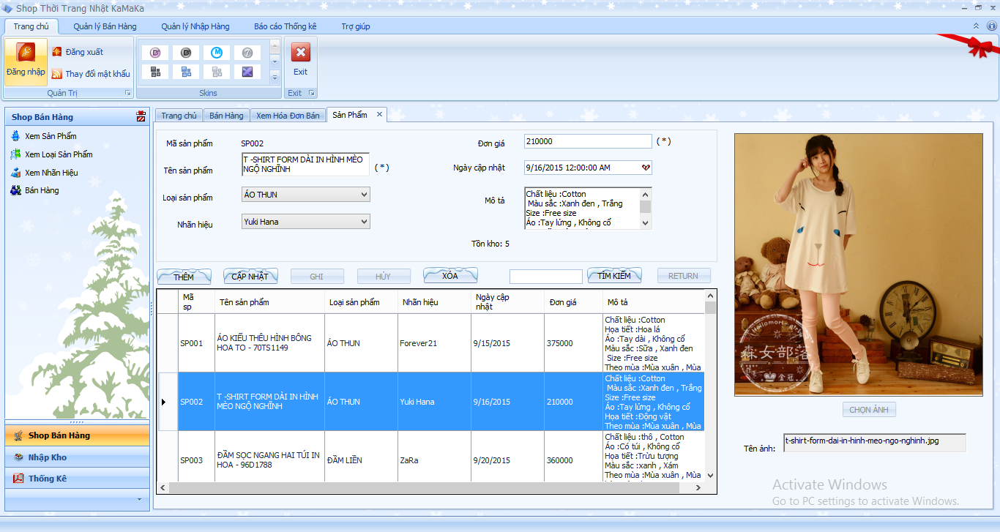 Shop Thời Trang Nhật KaMaKa
Trang chủ
Quản lý Bán Hàng
Quản lý Nhập Hàng
Báo cáo Thống kê
Trợ giúp
Đăng nhập
Đăng xuất
Thay đổi mật khẩu
Exit
Quản Trị
Skins
Exit
Shop Bán Hàng
Xem Sản Phẩm
Xem Loại Sản Phẩm
Xem Nhãn Hiệu
Bán Hàng
Shop Bán Hàng
Nhập Kho
Thống Kê
Trang chủ
Bán Hàng
Xem Hóa Đơn Bán
Sản Phẩm
Mã sản phẩm
SP002
Tên sản phẩm
T -SHIRT FORM DÀI IN HÌNH MÈO
NGỘ NGHĨNH
(*)
Loại sản phẩm
ÁO THUN
Nhãn hiệu
Yuki Hana
Đơn giá
210000
(*)
Ngày cập nhật
9/16/2015 12:00:00 AM
Mô tả
Chất liệu :Cotton
Màu sắc :Xanh đen , Trắng
Size :Free size
Áo :Tay lửng , Không cổ
Tồn kho: 5
THÊM
CẬP NHẬT
GHI
HỦY
XÓA
TÌM KIẾM
RETURN
Mã
sp
Tên sản phẩm
Loại sản phẩm
Nhãn hiệu
Ngày cập
nhật
Đơn giá
Mô tả
SP001
ÁO KIỂU THÊU HÌNH BÔNG
HOA TO - 70TS1149
ÁO THUN
Forever21
9/15/2015
375000
Chất liệu :Cotton
Họa tiết :Hoa lá
Áo :Tay dài , Không cổ
Màu sắc :Sữa , Xanh đen
Size :Free size
Theo mùa :Mùa xuân , Mùa
SP002
T -SHIRT FORM DÀI IN HÌNH
MÈO NGỘ NGHĨNH
ÁO THUN
Yuki Hana
9/16/2015
210000
Chất liệu :Cotton
Màu sắc :Xanh đen , Trắng
Size :Free size
Áo :Tay lửng , Không cổ
Họa tiết :Động vật
Theo mùa :Mùa xuân , Mùa
SP003
ĐẦM SỌC NGANG HAI TÚI IN
HOA - 96D1788
ĐẦM LIỀN
ZaRa
9/20/2015
360000
Chất liệu :thô , Cotton
Áo :Có túi , Không cổ
Họa tiết :Trừu tượng
Màu sắc :xanh , Xám
Theo mùa :Mùa xuân , Mùa
森女部落
金冠
CHỌN ẢNH
Tên ảnh:
t-shirt-form-dai-in-hinh-meo-ngo-nghinh.jpg
Activate Windows
Go to PC settings to activate Windows.